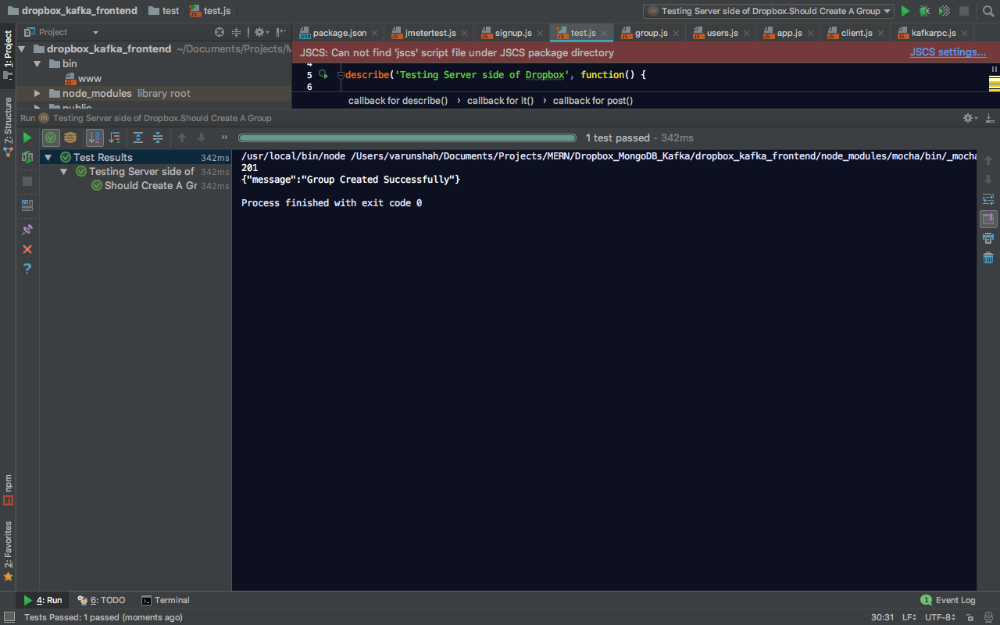 dropbox_kafka_frontend test test.js Testing Server side of Dropbox.Should Create A Group
1: Project
Z: Structure
npm
2: Favorites
Project
package.json jmetertest.js signup.js test.js group.js users.js app.js client.js kafkarpc.js
dropbox_kafka_frontend ~/Documents/Projects/M
bin
www
node_modules library root
public
JSCS: Can not find 'jscs' script file under JSCS package directory JSCS settings...
4
5 describe('Testing Server side of Dropbox', function() {
6
callback for describe() › callback for it() › callback for post()
Run Testing Server side of Dropbox.Should Create A Group
1 test passed - 342ms
Test Results 342ms
Testing Server side of 342ms
Should Create A Gr 342ms
/usr/local/bin/node /Users/varunshah/Documents/Projects/MERN/Dropbox_MongoDB_Kafka/dropbox_kafka_frontend/node_modules/mocha/bin/_mocha
201
{"message":"Group Created Successfully"}
Process finished with exit code 0
4: Run 6: TODO Terminal 1 Event Log
Tests Passed: 1 passed (moments ago) 30:31 LF UTF-8